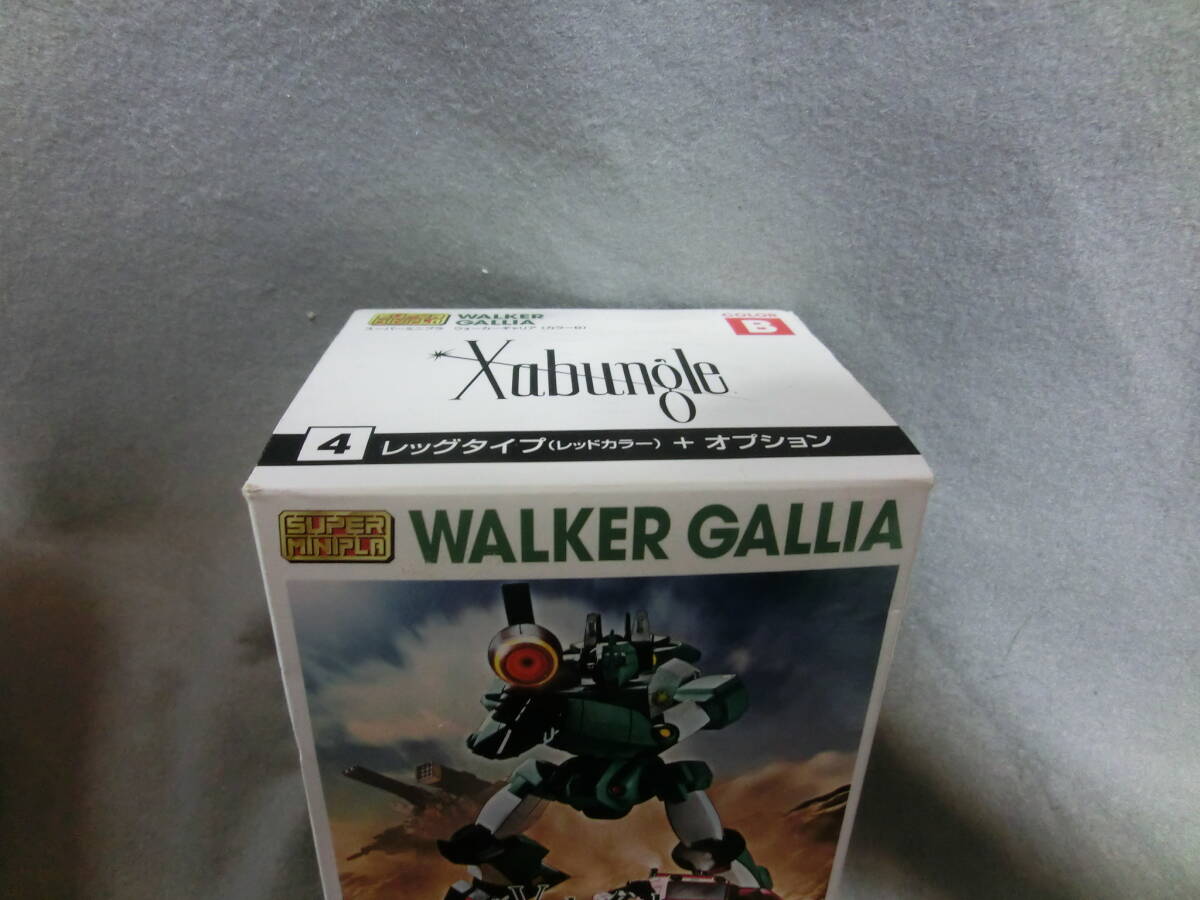 SUPER MINIPLA
WALKER GALLIA
COLOR B
スーパーミニプラ ウォーカーギャリア（カラーB）
Xabungle
4 レッグタイプ（レッドカラー）＋ オプション
SUPER MINIPLA
WALKER GALLIA